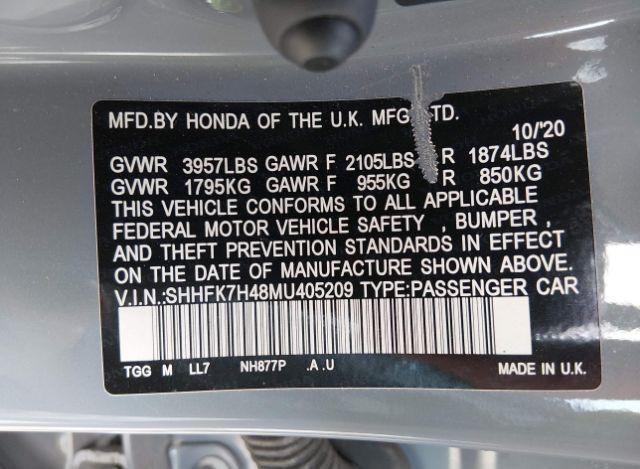 MFD.BY HONDA OF THE U.K. MFG. LTD.
10/'20
GVWR 3957LBS GAWR F 2105LBS R 1874LBS
GVWR 1795KG GAWR F 955KG R 850KG
THIS VEHICLE CONFORMS TO ALL APPLICABLE
FEDERAL MOTOR VEHICLE SAFETY , BUMPER ,
AND THEFT PREVENTION STANDARDS IN EFFECT
ON THE DATE OF MANUFACTURE SHOWN ABOVE.
V.I.N.:SHHFK7H48MU405209 TYPE:PASSENGER CAR
TGG M LL7 NH877P .A .U MADE IN U.K.